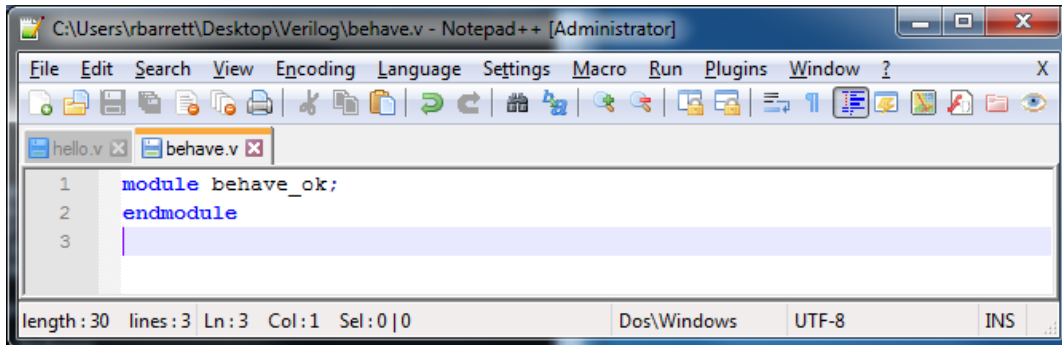 C:\Users\rbarrett\Desktop\Verilog\behave.v - Notepad++ [Administrator]
File Edit Search View Encoding Language Settings Macro Run Plugins Window ? X
hello.v behave.v
1 module behave_ok;
2 endmodule
3
length : 30 lines : 3 Ln : 3 Col : 1 Sel : 0 | 0 Dos\Windows UTF-8 INS